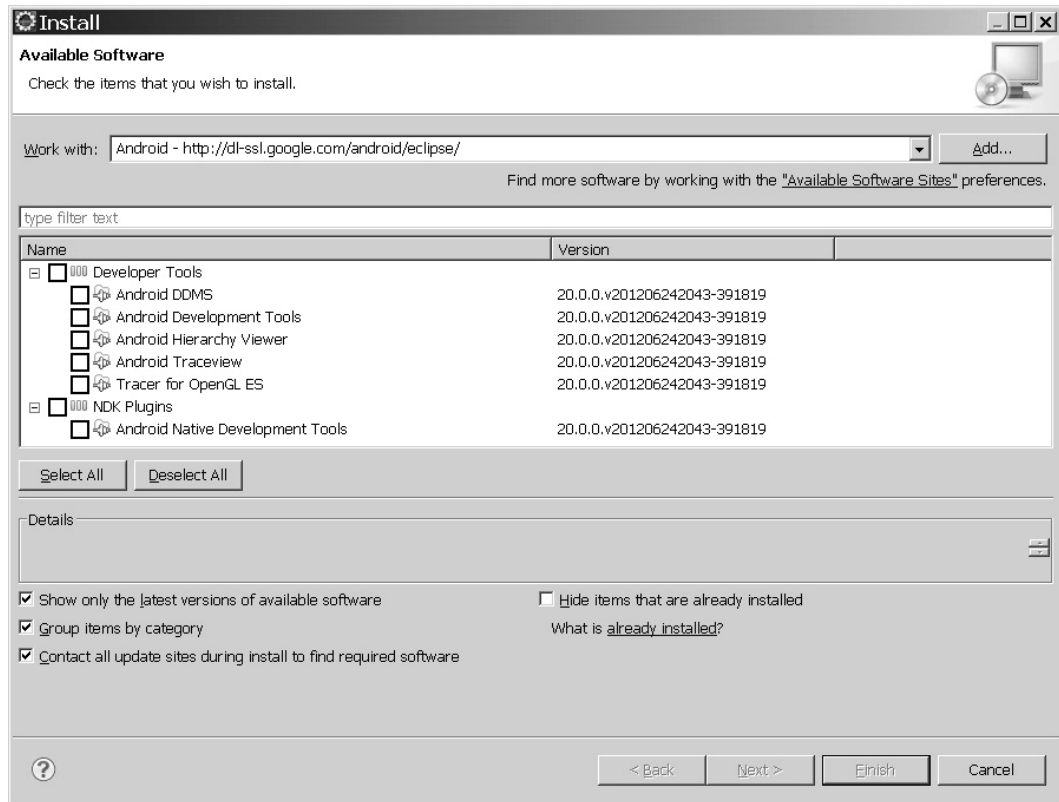 Install
Available Software
Check the items that you wish to install.
Work with: Android - http://dl-ssl.google.com/android/eclipse/ Add...
Find more software by working with the "Available Software Sites" preferences.
type filter text
Name Version
Developer Tools
Android DDMS 20.0.0.v201206242043-391819
Android Development Tools 20.0.0.v201206242043-391819
Android Hierarchy Viewer 20.0.0.v201206242043-391819
Android Traceview 20.0.0.v201206242043-391819
Tracer for OpenGL ES 20.0.0.v201206242043-391819
NDK Plugins
Android Native Development Tools 20.0.0.v201206242043-391819
Select All Deselect All
Details
Show only the latest versions of available software Hide items that are already installed
Group items by category What is already installed?
Contact all update sites during install to find required software
? < Back Next > Finish Cancel